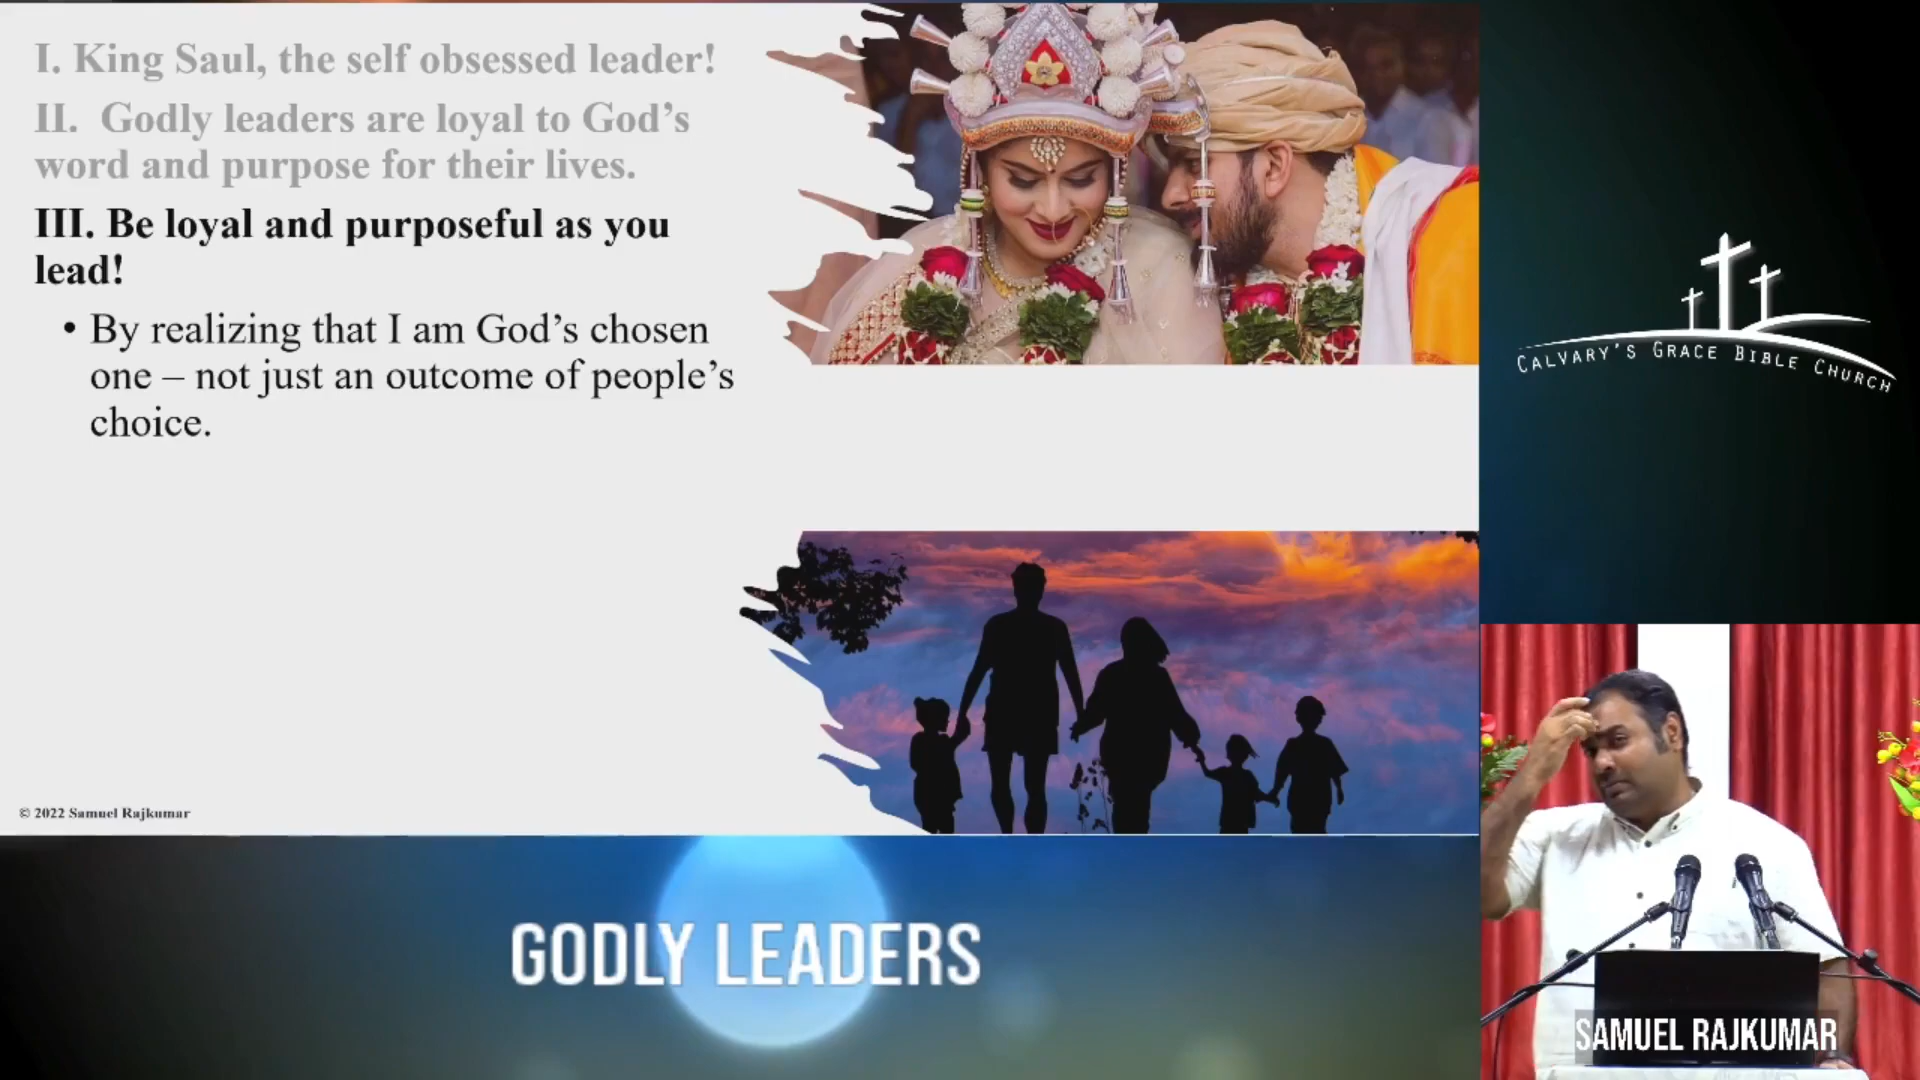 I. King Saul, the self obsessed leader!
II.  Godly leaders are loyal to God’s
word and purpose for their lives.
III. Be loyal and purposeful as you
lead!
• By realizing that I am God’s chosen
one – not just an outcome of people’s
choice.
© 2022 Samuel Rajkumar
CALVARY'S GRACE BIBLE CHURCH
GODLY LEADERS
SAMUEL RAJKUMAR